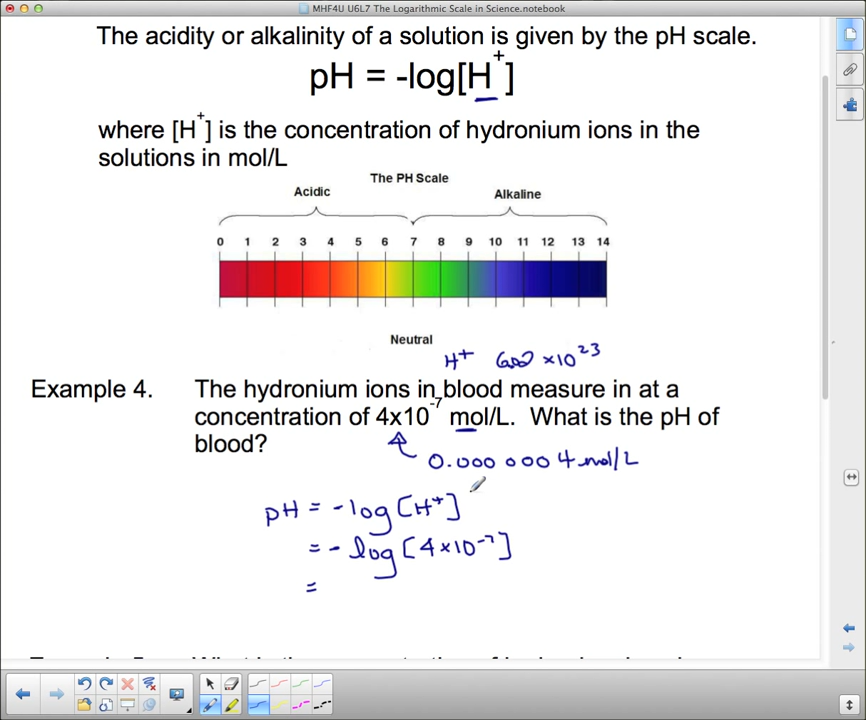 MHF4U U6L7 The Logarithmic Scale in Science.notebook
The acidity or alkalinity of a solution is given by the pH scale.
pH = -log[H⁺]
where [H⁺] is the concentration of hydronium ions in the
solutions in mol/L
The PH Scale
Acidic Alkaline
0 1 2 3 4 5 6 7 8 9 10 11 12 13 14
Neutral
H⁺ ×10²³
Example 4. The hydronium ions in blood measure in at a
concentration of 4x10⁻⁷ mol/L. What is the pH of
blood?
0.000 000 4 mol/L
pH = -log[H⁺]
= -log[4×10⁻⁷]
=